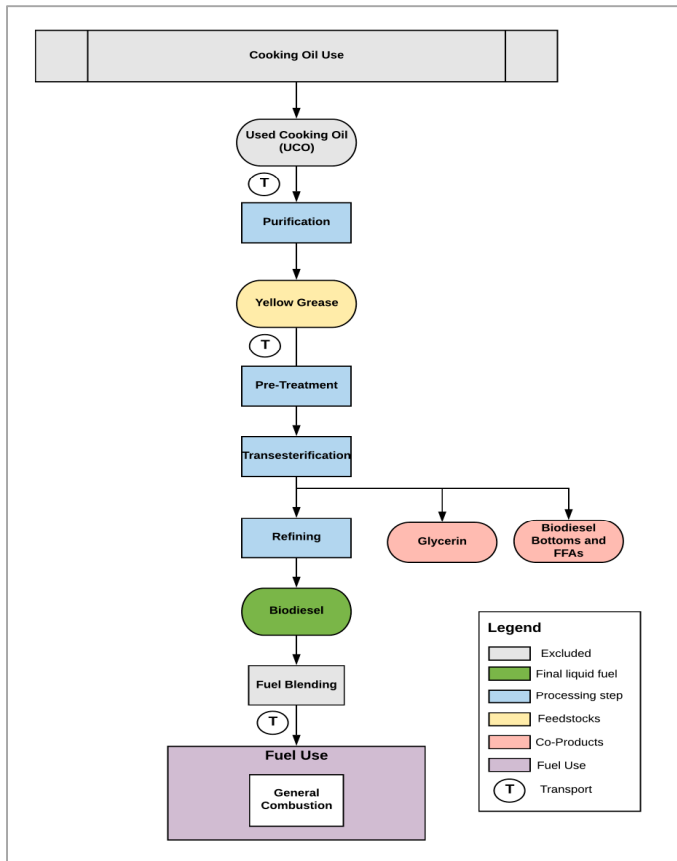 Cooking Oil Use
Used Cooking Oil
(UCO)
T
Purification
Yellow Grease
T
Pre-Treatment
Transesterification
Refining
Glycerin
Biodiesel
Bottoms and
FFAs
Biodiesel
Fuel Blending
T
Fuel Use
General
Combustion
Legend
Excluded
Final liquid fuel
Processing step
Feedstocks
Co-Products
Fuel Use
T
Transport